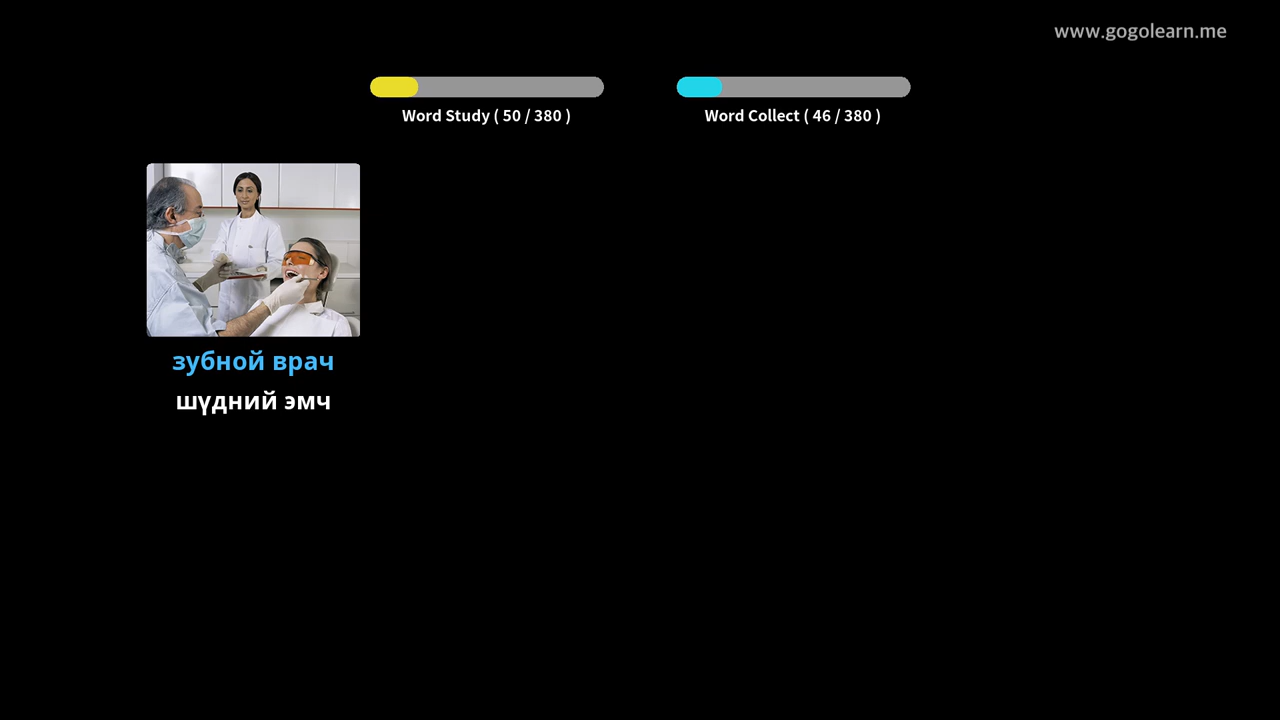 www.gogolearn.me
Word Study ( 50 / 380 )
Word Collect ( 46 / 380 )
зубной врач
шүдний эмч